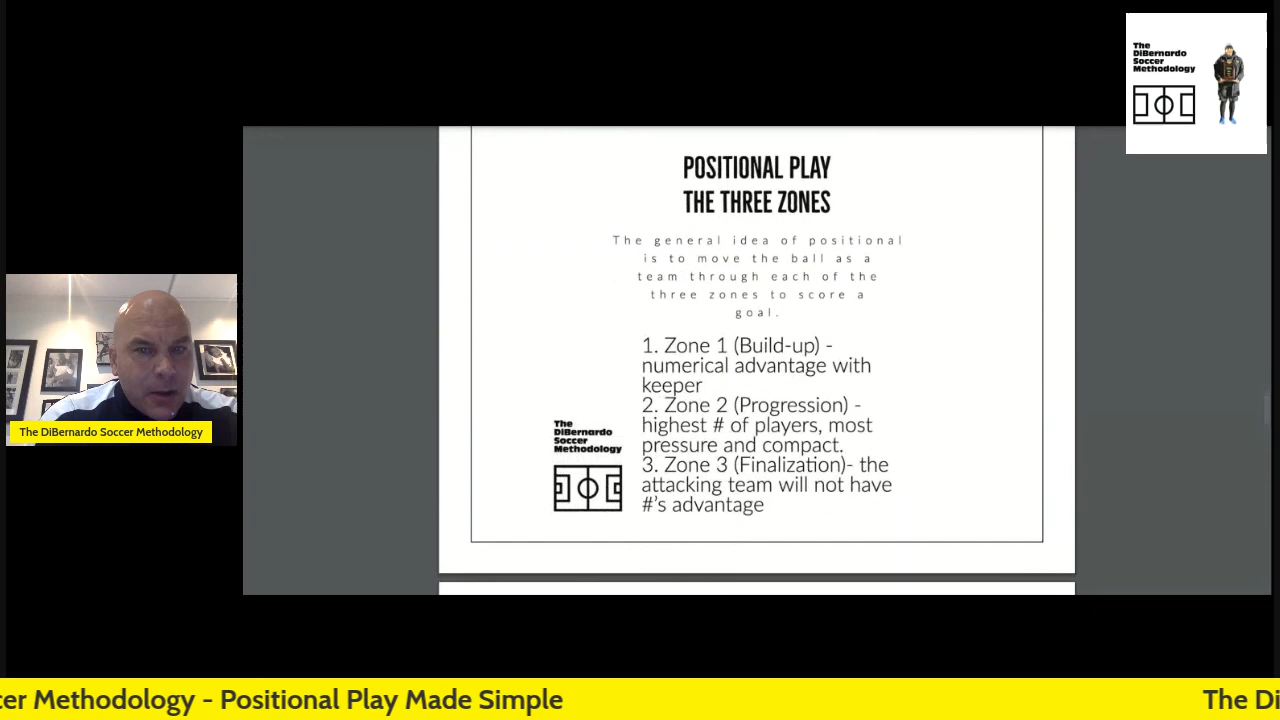 The
DiBernardo
Soccer
Methodology
POSITIONAL PLAY
THE THREE ZONES
The general idea of positional
is to move the ball as a
team through each of the
three zones to score a
goal.
1. Zone 1 (Build-up) -
numerical advantage with
keeper
2. Zone 2 (Progression) -
highest # of players, most
pressure and compact.
3. Zone 3 (Finalization)- the
attacking team will not have
#'s advantage
The
DiBernardo
Soccer
Methodology
The DiBernardo Soccer Methodology
cer Methodology - Positional Play Made Simple
The Di